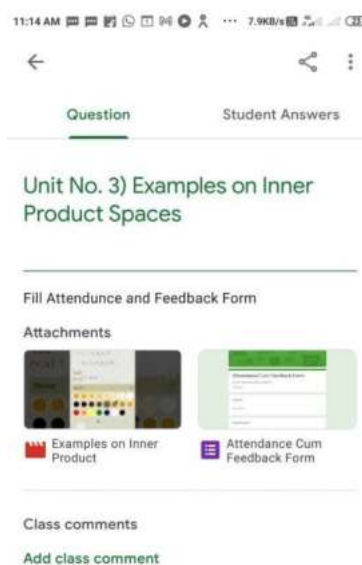 11:14 AM ... 7.9KB/s
Question Student Answers
Unit No. 3) Examples on Inner
Product Spaces
Fill Attendunce and Feedback Form
Attachments
Examples on Inner
Product
Attendance Cum
Feedback Form
Class comments
Add class comment